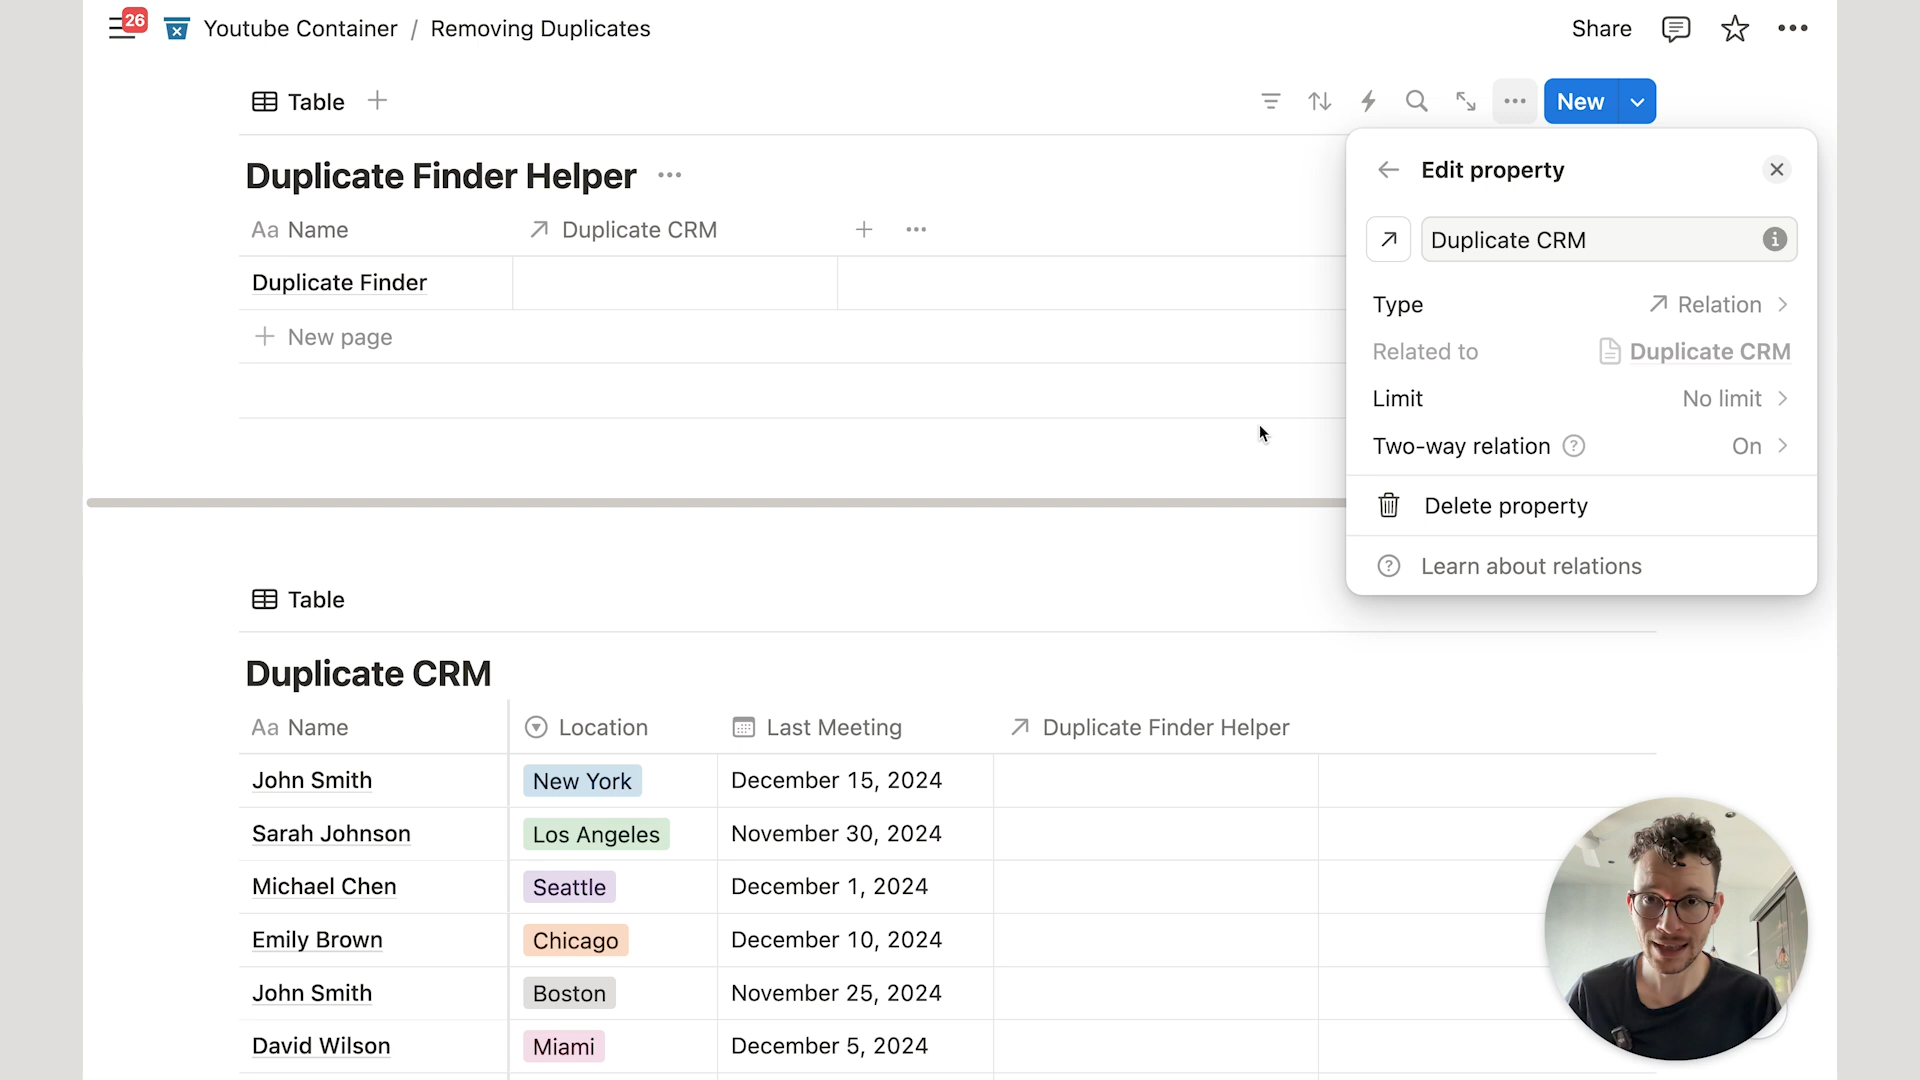 26
Youtube Container / Removing Duplicates
Share
Table
New
Duplicate Finder Helper
Aa Name
Duplicate CRM
Duplicate Finder
New page
Edit property
Duplicate CRM
Type
Relation
Related to
Duplicate CRM
Limit
No limit
Two-way relation
On
Delete property
Learn about relations
Table
Duplicate CRM
Aa Name
Location
Last Meeting
Duplicate Finder Helper
John Smith
New York
December 15, 2024
Sarah Johnson
Los Angeles
November 30, 2024
Michael Chen
Seattle
December 1, 2024
Emily Brown
Chicago
December 10, 2024
John Smith
Boston
November 25, 2024
David Wilson
Miami
December 5, 2024